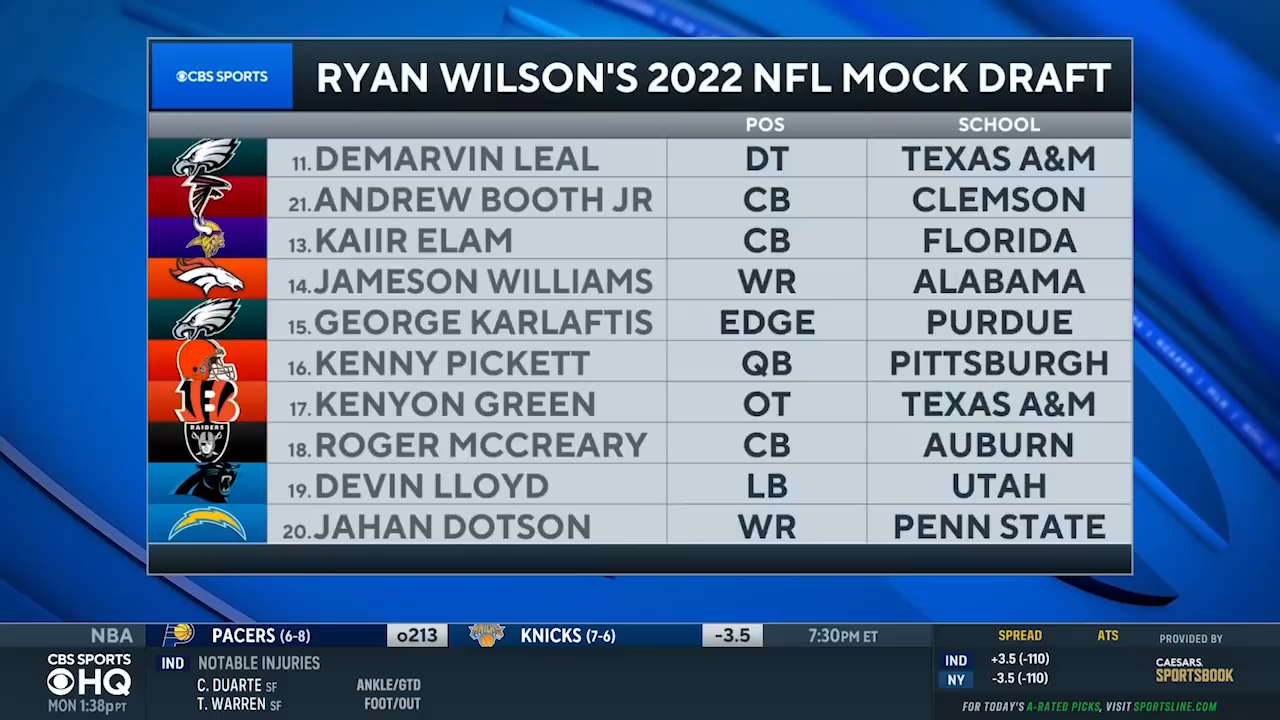 CBS SPORTS
RYAN WILSON'S 2022 NFL MOCK DRAFT
POS SCHOOL
11. DEMARVIN LEAL DT TEXAS A&M
21. ANDREW BOOTH JR CB CLEMSON
13. KAIIR ELAM CB FLORIDA
14. JAMESON WILLIAMS WR ALABAMA
15. GEORGE KARLAFTIS EDGE PURDUE
16. KENNY PICKETT QB PITTSBURGH
17. KENYON GREEN OT TEXAS A&M
RAIDERS
18. ROGER MCCREARY CB AUBURN
19. DEVIN LLOYD LB UTAH
20. JAHAN DOTSON WR PENN STATE
NBA PACERS (6-8) o213 KNICKS KNICKS (7-6) -3.5 7:30PM ET
SPREAD ATS PROVIDED BY
CBS SPORTS
HQ
MON 1:38p PT
IND NOTABLE INJURIES
C. DUARTE SF ANKLE/GTD
T. WARREN SF FOOT/OUT
IND +3.5 (-110)
NY -3.5 (-110)
CAESARS
SPORTSBOOK
FOR TODAY'S A-RATED PICKS, VISIT SPORTSLINE.COM